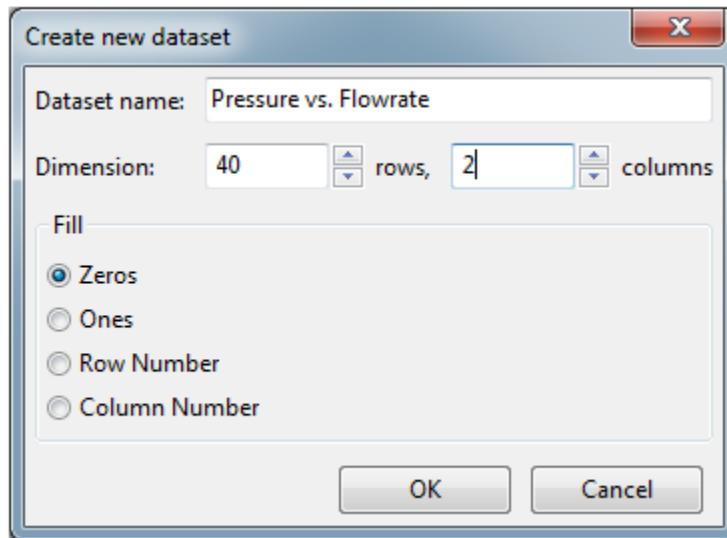 Create new dataset
Dataset name: Pressure vs. Flowrate
Dimension: 40 rows, 2 columns
Fill
Zeros
Ones
Row Number
Column Number
OK Cancel